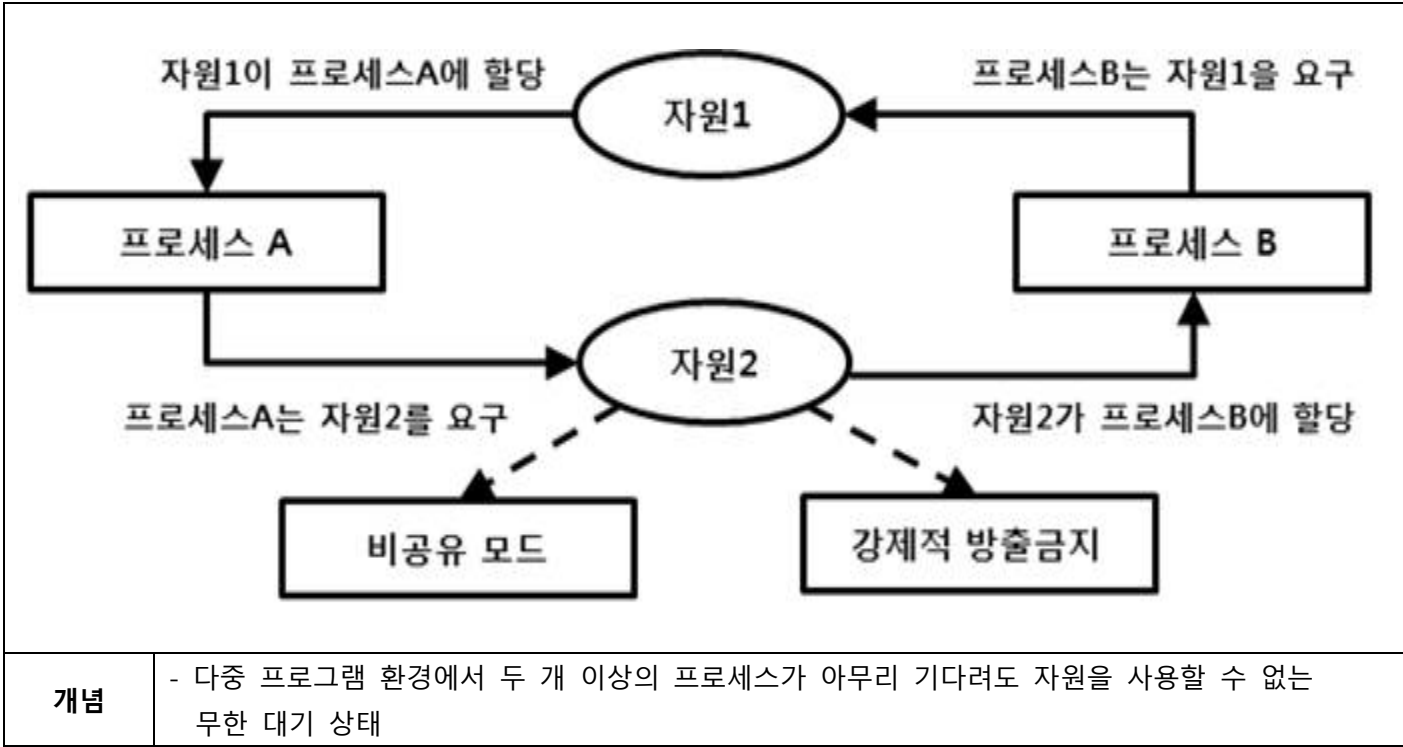 자원1이 프로세스A에 할당
프로세스B는 자원1을 요구
자원1
프로세스 A
프로세스 B
자원2
프로세스A는 자원2를 요구
자원2가 프로세스B에 할당
비공유 모드
강제적 방출금지
개념
- 다중 프로그램 환경에서 두 개 이상의 프로세스가 아무리 기다려도 자원을 사용할 수 없는
무한 대기 상태